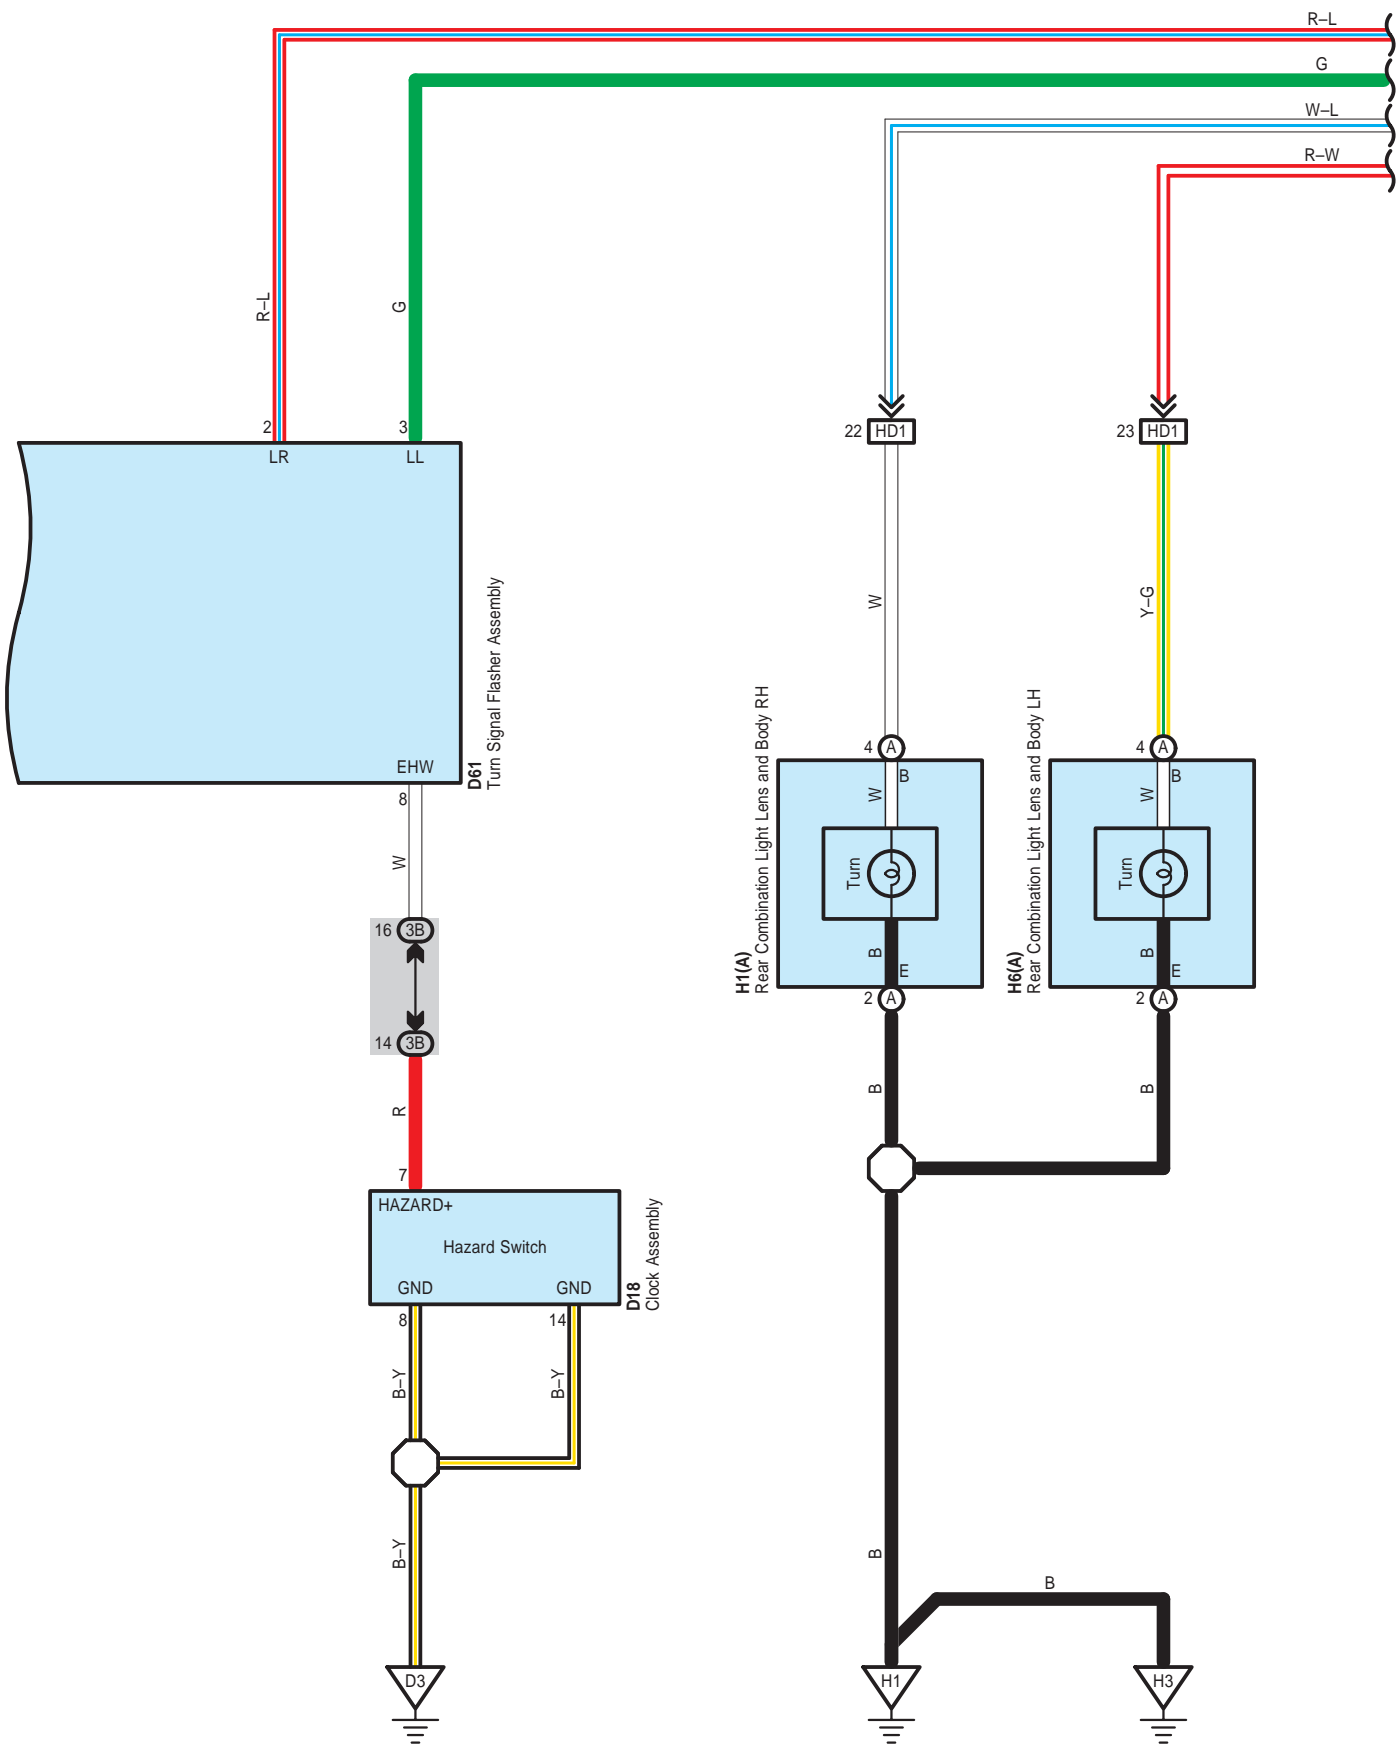 R–L
G
W–L
R–W
R–L
G
2
3
22
HD1
23
HD1
LR
LL
W
Y–G
EHW
D61
Turn Signal Flasher Assembly
8
W
16
3B
14
3B
R
7
HAZARD+
Hazard Switch
GND
GND
D18
Clock Assembly
8
14
B–Y
B–Y
B–Y
D3
4
A
B
W
Turn
B
E
H1(A)
Rear Combination Light Lens and Body RH
2
A
B
4
A
B
W
Turn
B
E
H6(A)
Rear Combination Light Lens and Body LH
2
A
B
B
B
H1
H3